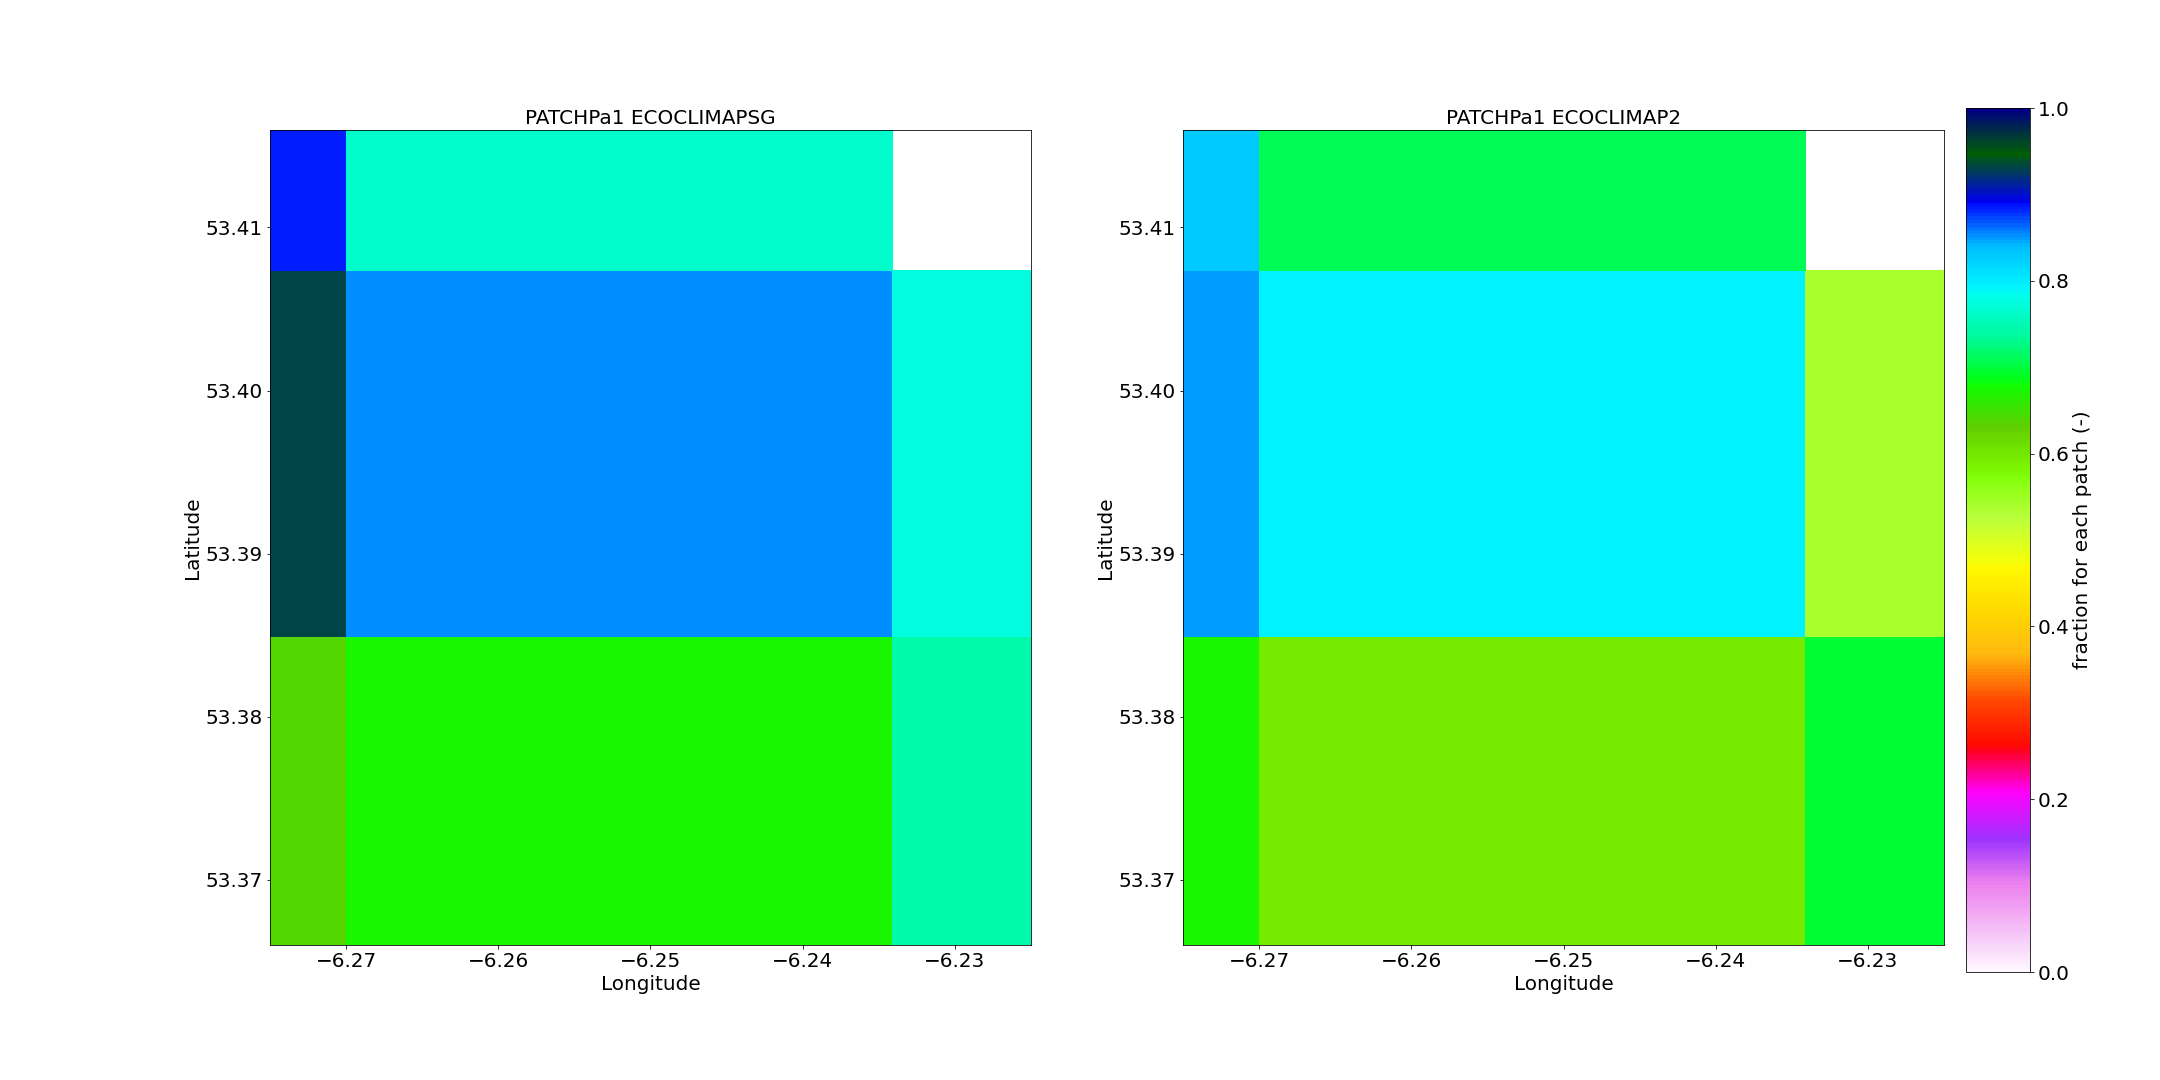 PATCHPa1 ECOCLIMAPSG
53.41
53.40
53.39
53.38
53.37
Latitude
−6.27 −6.26 −6.25 −6.24 −6.23
Longitude
PATCHPa1 ECOCLIMAP2
53.41
53.40
53.39
53.38
53.37
Latitude
−6.27 −6.26 −6.25 −6.24 −6.23
Longitude
1.0
0.8
0.6
0.4
0.2
0.0
fraction for each patch (-)